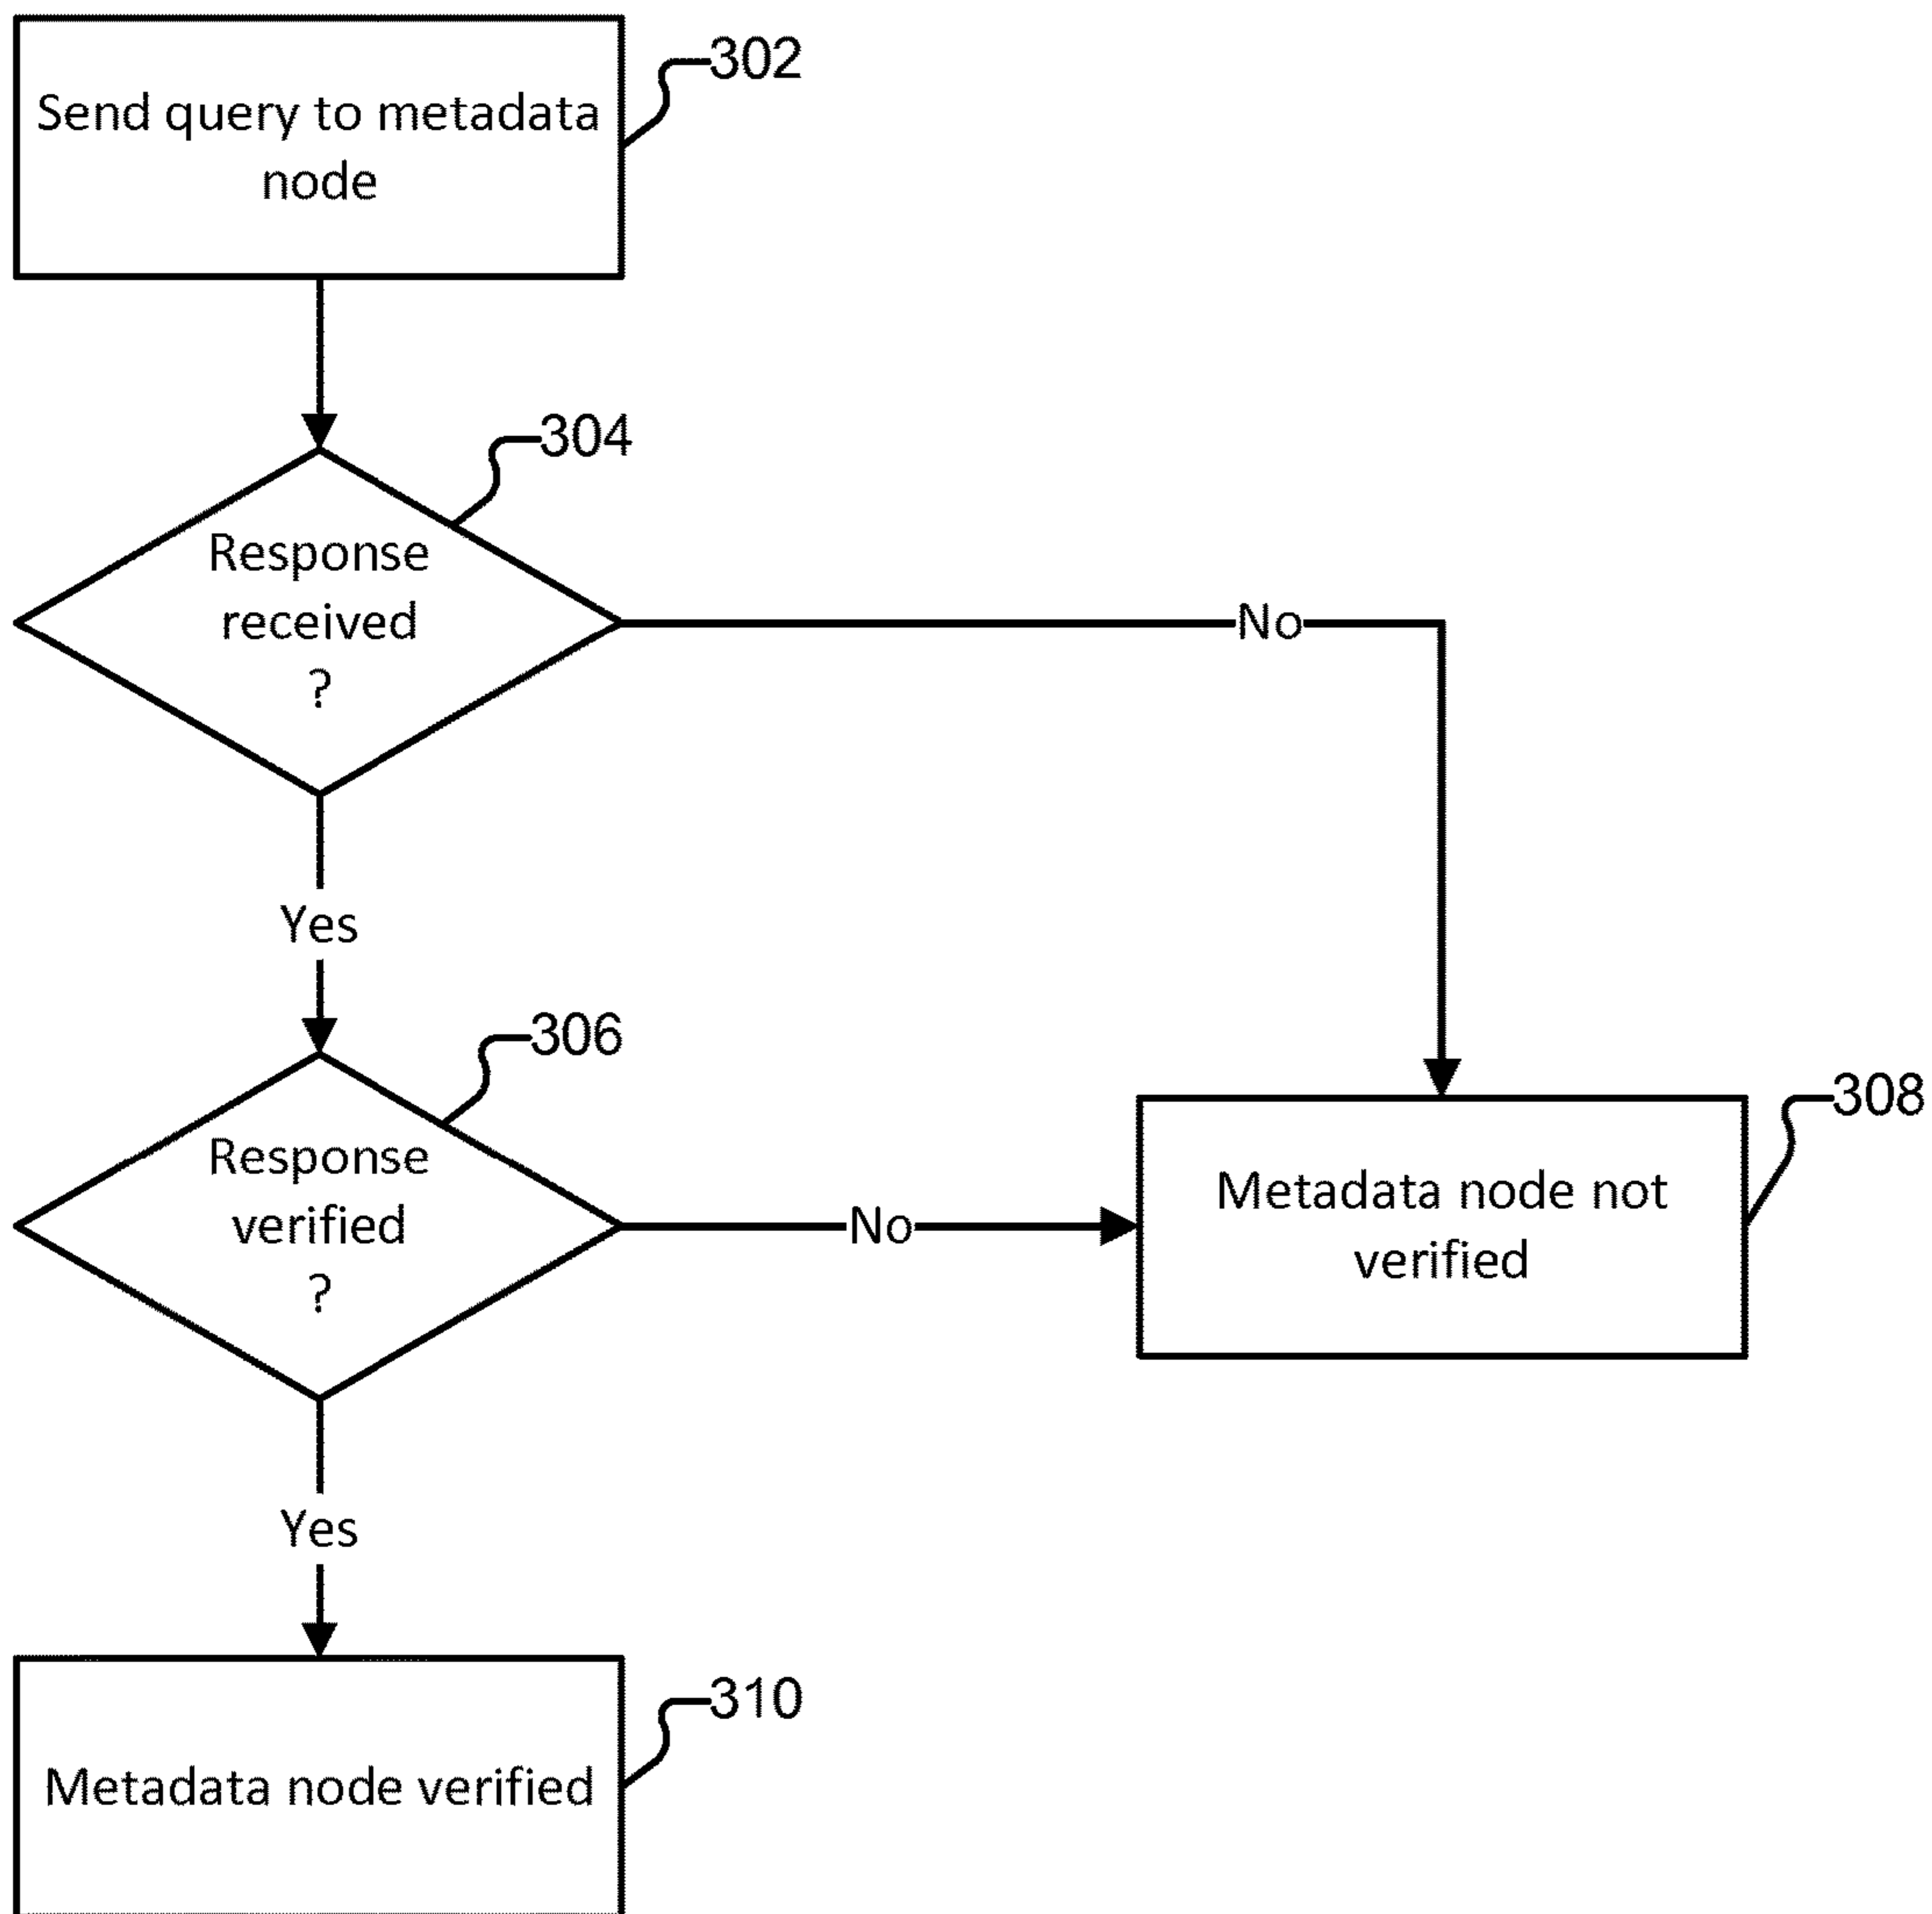 302
Send query to metadata
node
304
Response
received
?
No
Yes
306
Response
verified
?
No
308
Metadata node not
verified
Yes
310
Metadata node verified